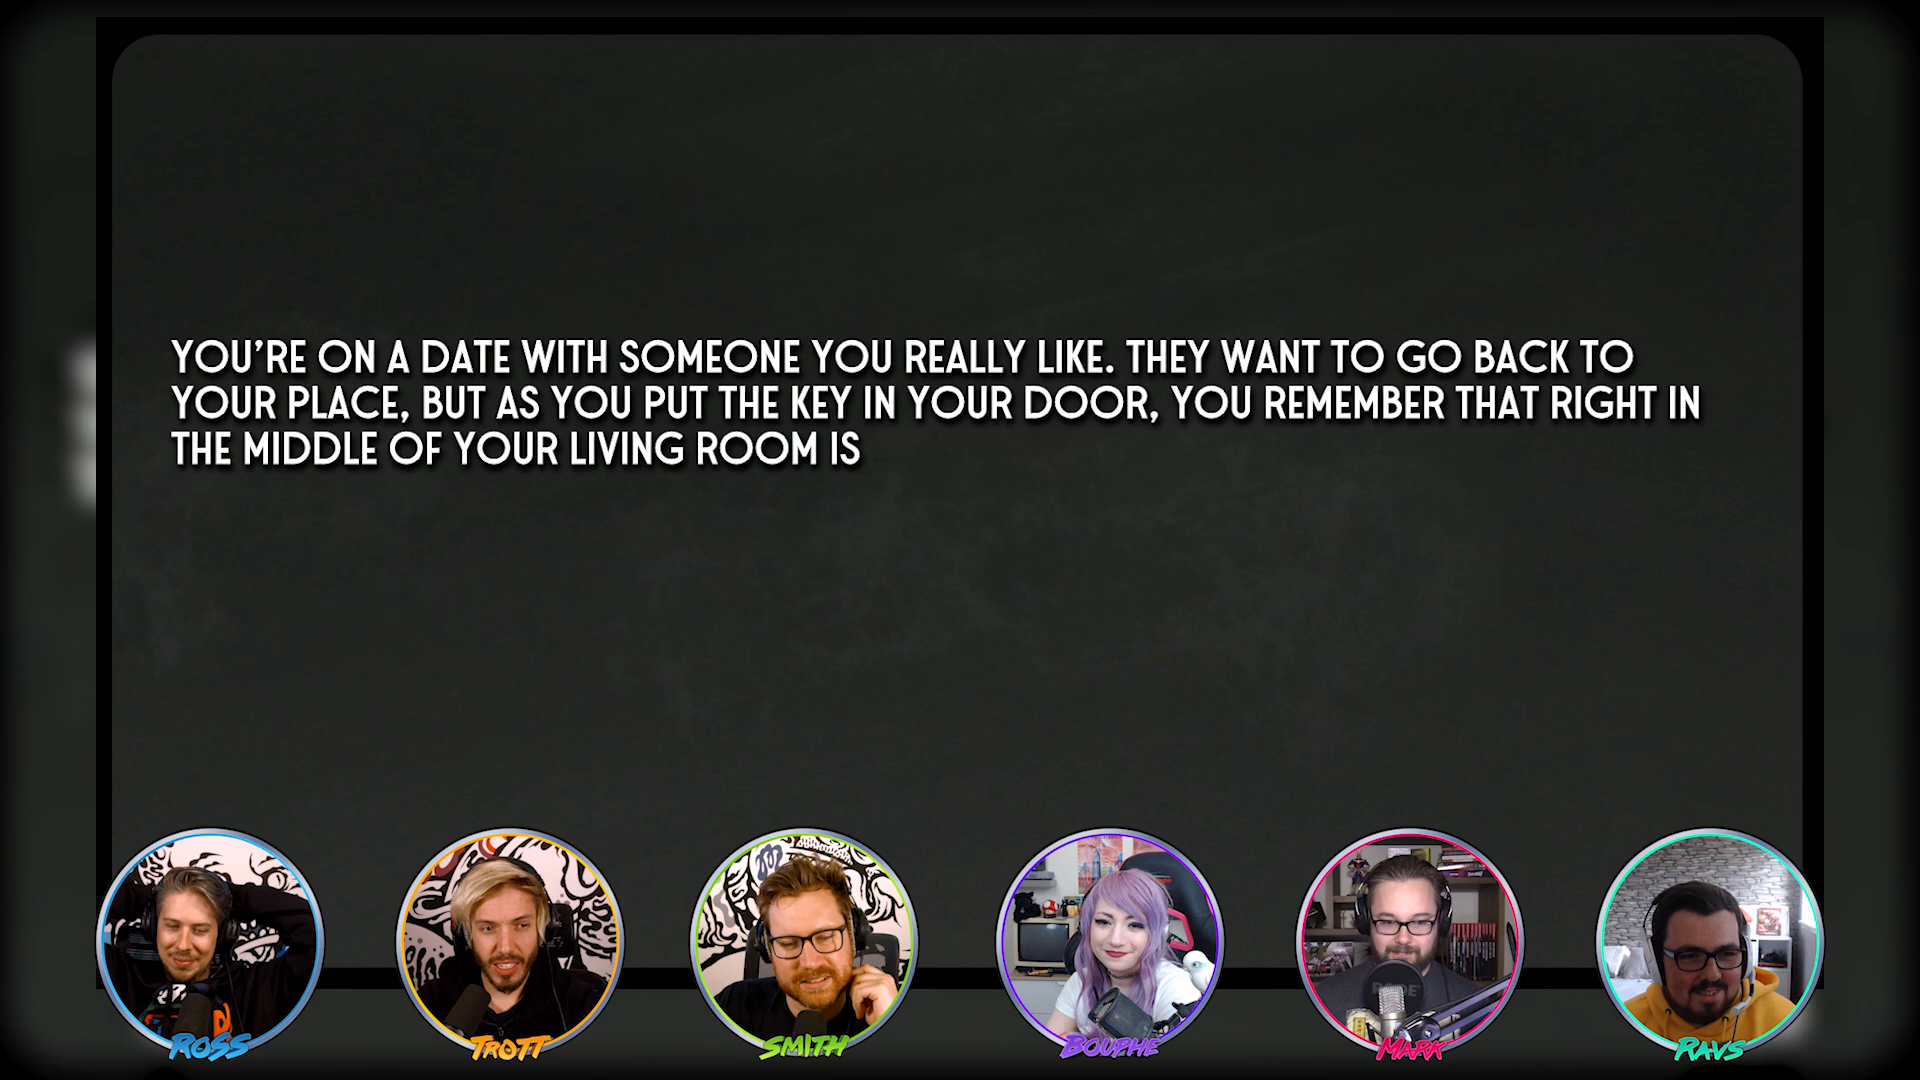 YOU'RE ON A DATE WITH SOMEONE YOU REALLY LIKE. THEY WANT TO GO BACK TO
YOUR PLACE, BUT AS YOU PUT THE KEY IN YOUR DOOR, YOU REMEMBER THAT RIGHT IN
THE MIDDLE OF YOUR LIVING ROOM IS
ROSS
TROTT
SMITH
BOUPHE
MARK
RAVS